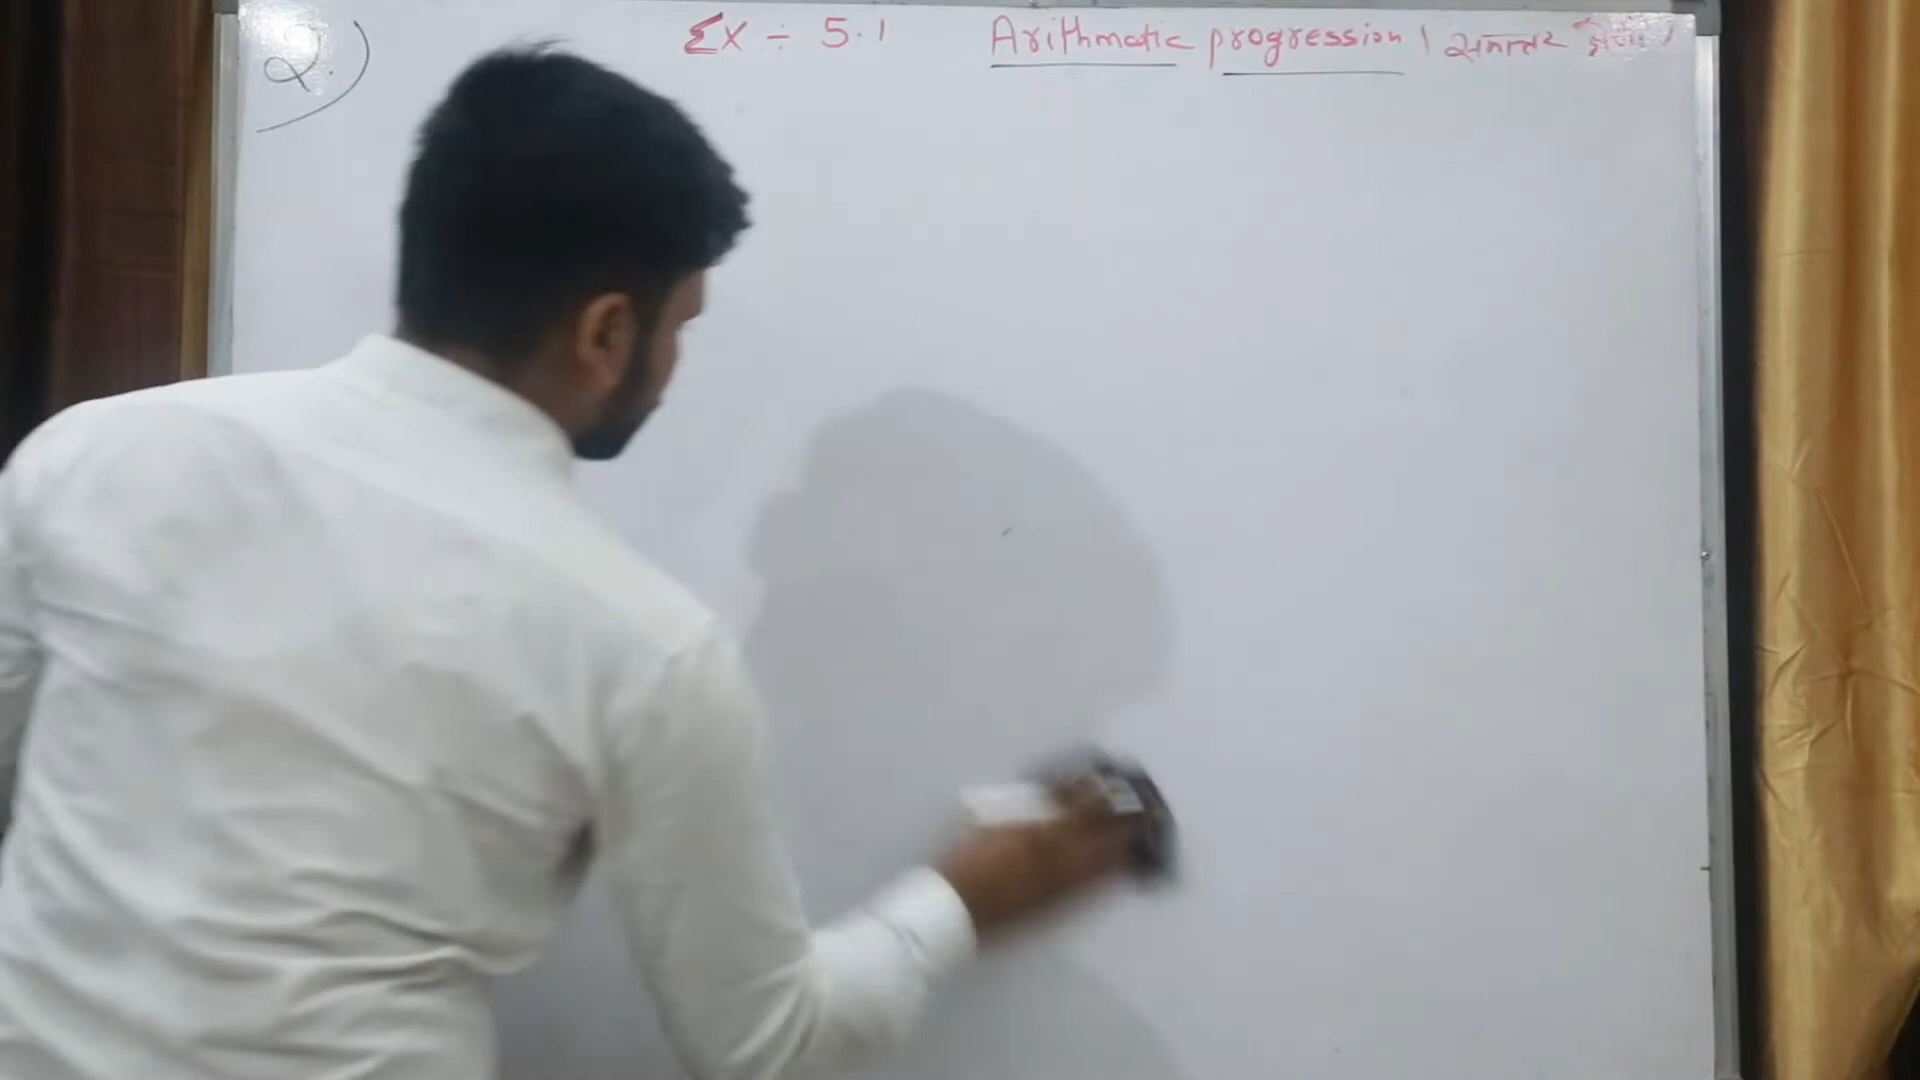 Ex ÷ 5.1 Arithmatic progression | समान्तर
2.)